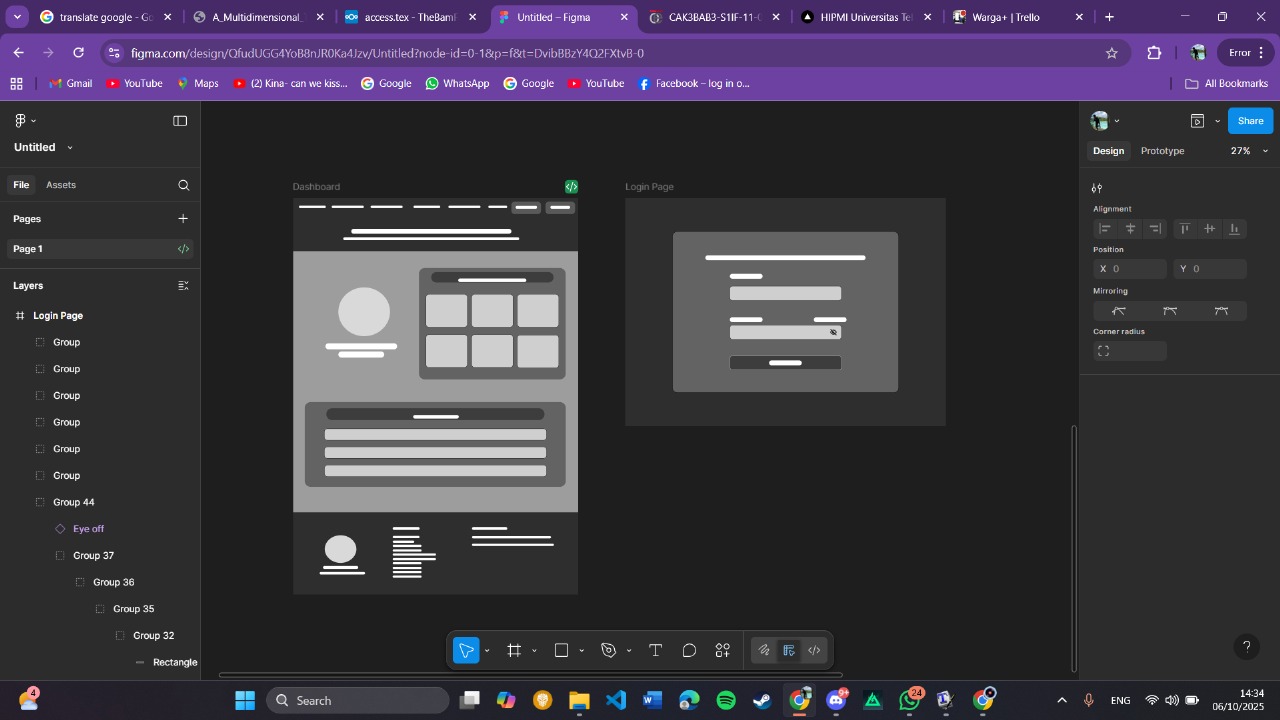 translate google - Go
A_Multidimensional_
access.tex - TheBamF
Untitled – Figma
CAK3BAB3-S1IF-11-
HIPMI Universitas Tel
Warga+ | Trello
figma.com/design/QfudUGG4YoB8nJR0Ka4Jzv/Untitled?node-id=0-1&p=f&t=DvibBBzY4Q2FXtvB-0
Error
Gmail
YouTube
Maps
(2) Kina- can we kiss...
Google
WhatsApp
Google
YouTube
Facebook – log in o...
All Bookmarks
Untitled
File
Assets
Pages
Page 1
Layers
Login Page
Group
Group
Group
Group
Group
Group
Group 44
Eye off
Group 37
Group 36
Group 35
Group 32
Rectangle
Dashboard
Login Page
Share
Design
Prototype
27%
Alignment
Position
X 0
Y 0
Mirroring
Corner radius
?
4
Search
9+
24
ENG
14:34
06/10/2025